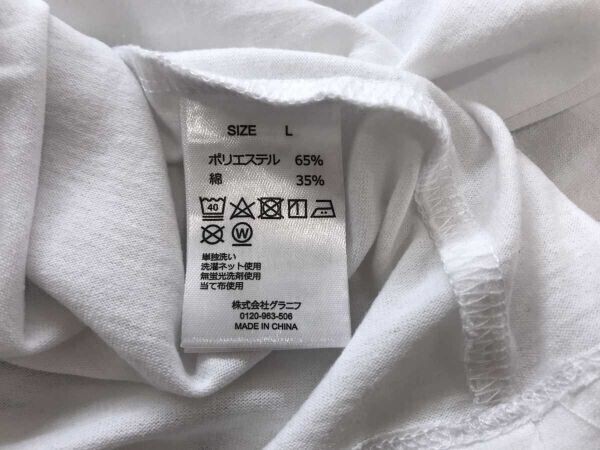 SIZE L
ポリエステル 65%
綿 35%
40
W
単独洗い
洗濯ネット使用
無蛍光洗剤使用
当て布使用
株式会社グラニフ
0120-963-506
MADE IN CHINA